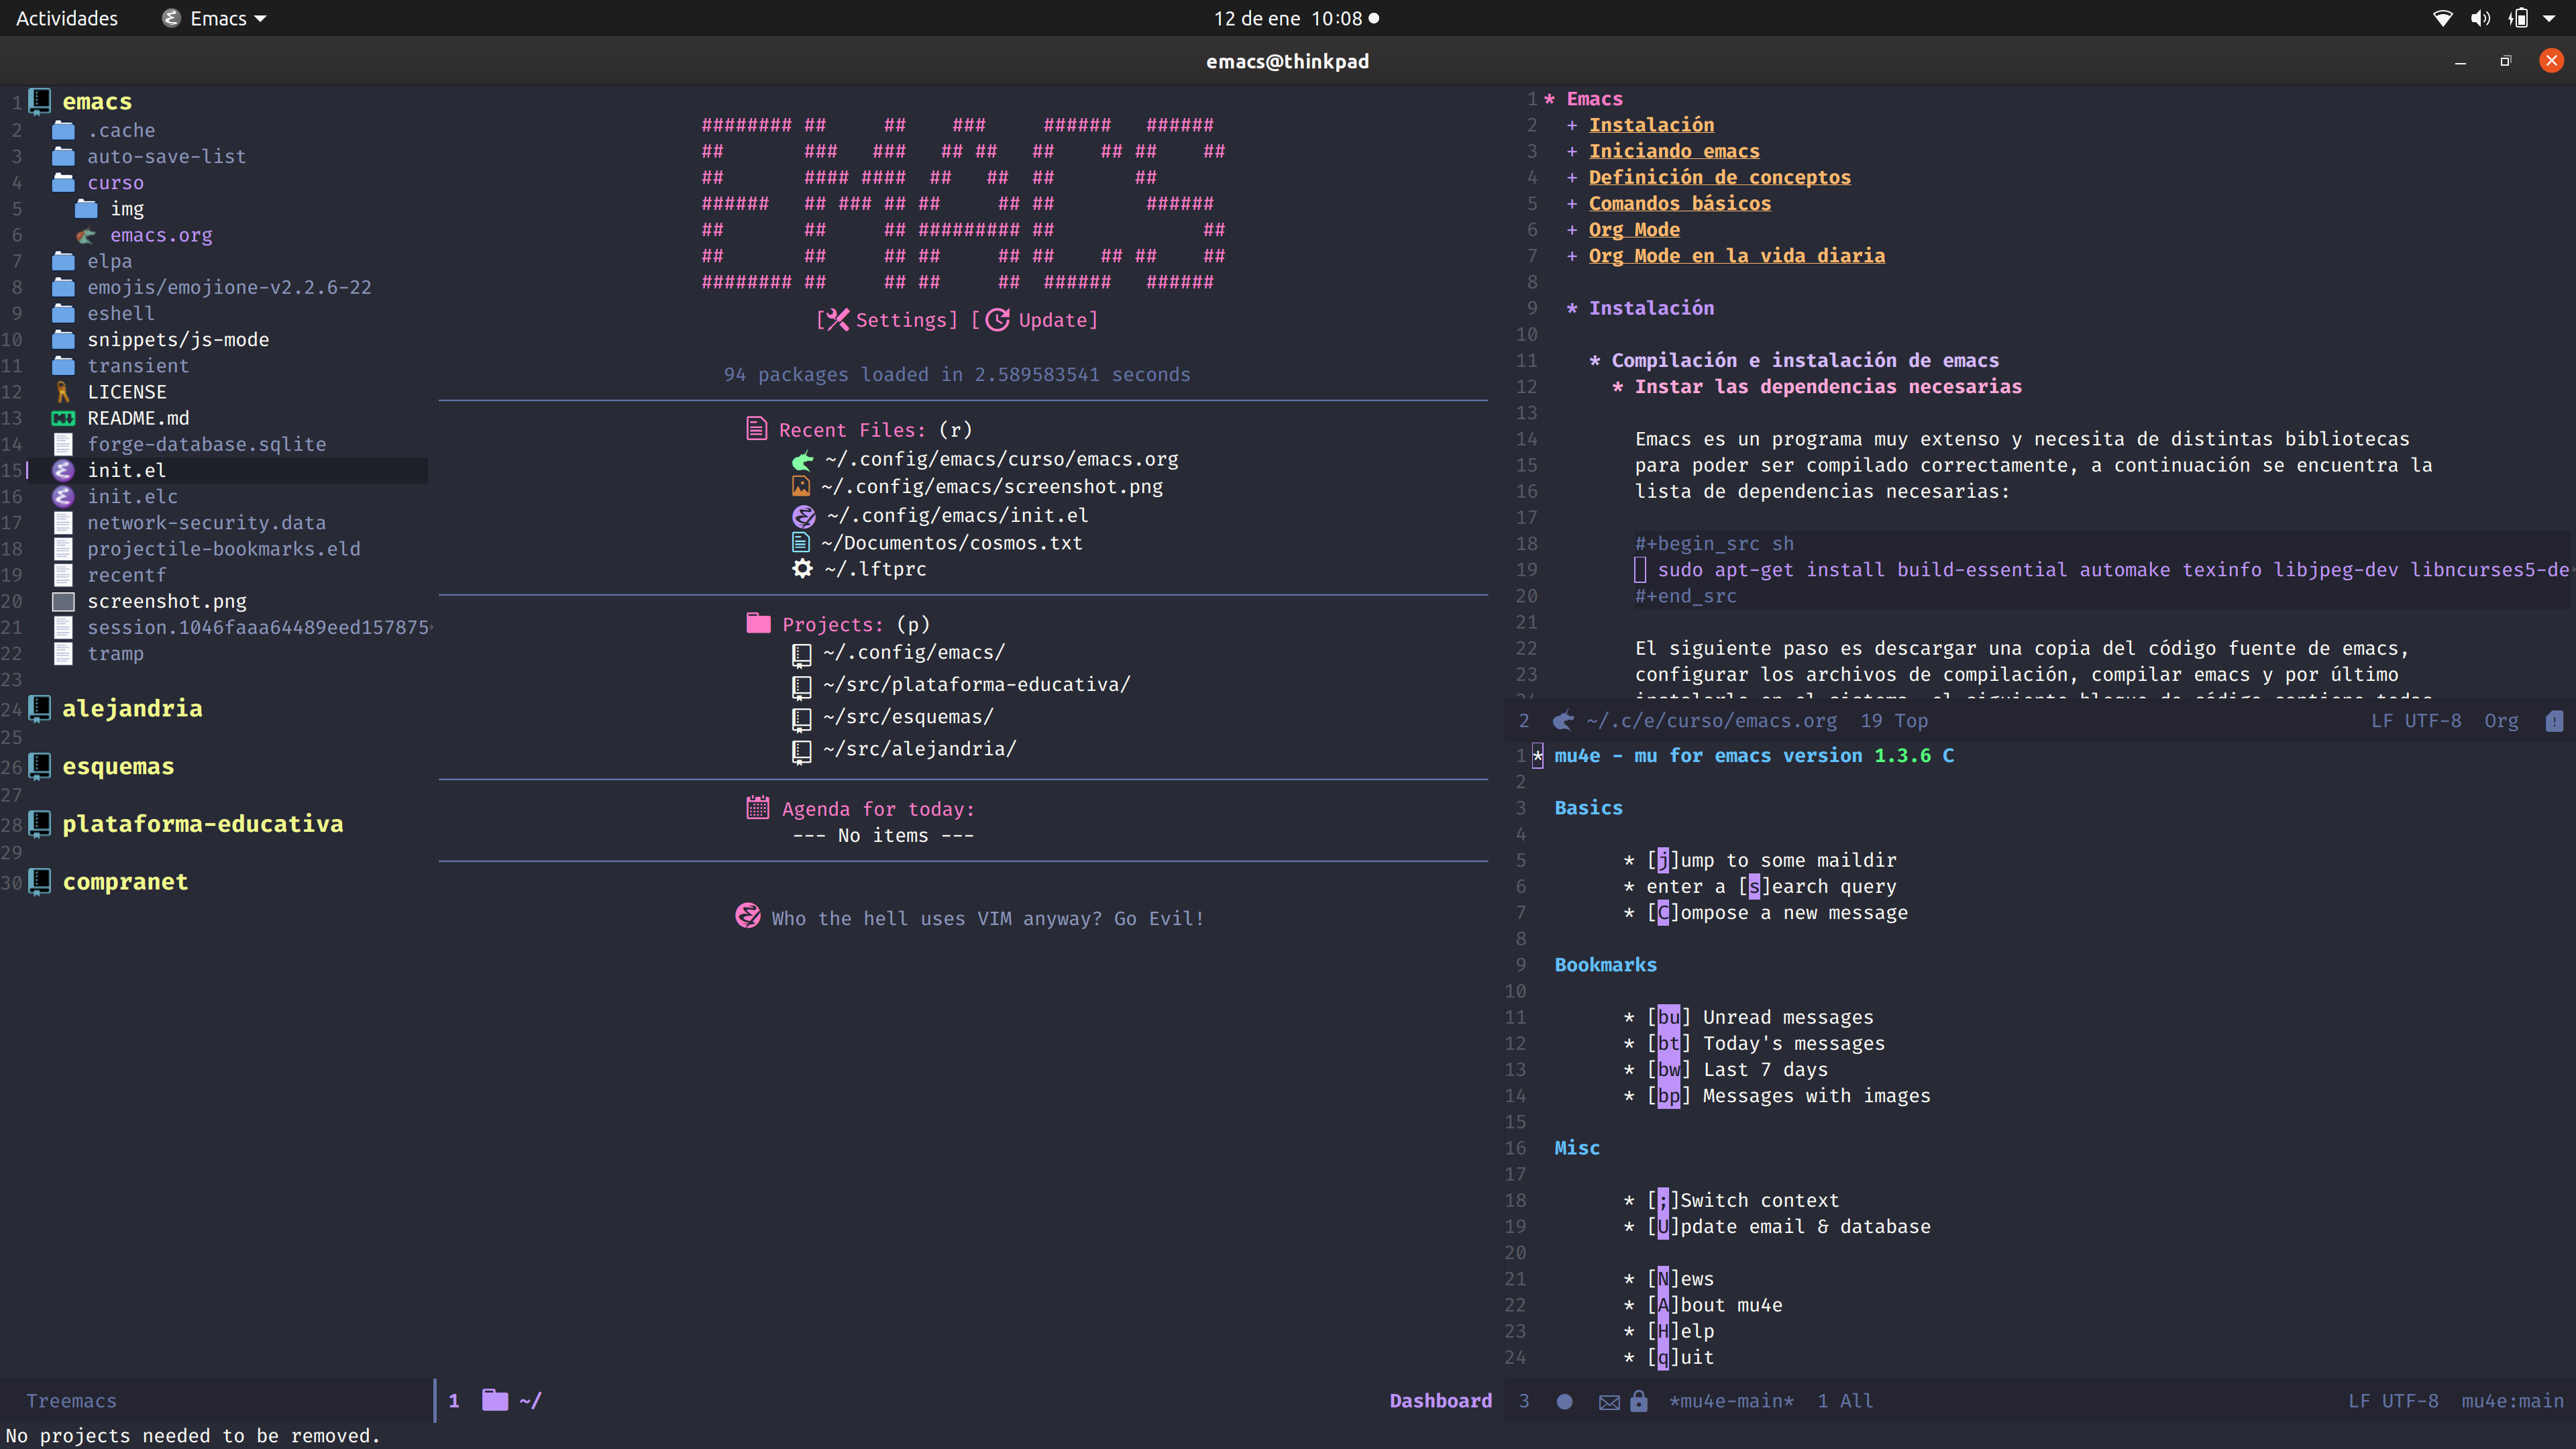 Actividades
Emacs
12 de ene 10:08
emacs@thinkpad
1 emacs
2 .cache
3 auto-save-list
4 curso
5 img
6 emacs.org
7 elpa
8 emojis/emojione-v2.2.6-22
9 eshell
10 snippets/js-mode
11 transient
12 LICENSE
13 README.md
14 forge-database.sqlite
15 init.el
16 init.elc
17 network-security.data
18 projectile-bookmarks.eld
19 recentf
20 screenshot.png
21 session.1046faaa64489eed157875
22 tramp
23
24 alejandria
25
26 esquemas
27
28 plataforma-educativa
29
30 compranet
Treemacs
######## ##     ##    ###     ######   ######
##       ###   ###   ## ##   ##    ## ##    ##
##       #### ####  ##   ##  ##       ##
######   ## ### ## ##     ## ##        ######
##       ##     ## ######### ##             ##
##       ##     ## ##     ## ##    ## ##    ##
######## ##     ## ##     ##  ######   ######
[Settings] [Update]
94 packages loaded in 2.589583541 seconds
Recent Files: (r)
~/.config/emacs/curso/emacs.org
~/.config/emacs/screenshot.png
~/.config/emacs/init.el
~/Documentos/cosmos.txt
~/.lftprc
Projects: (p)
~/.config/emacs/
~/src/plataforma-educativa/
~/src/esquemas/
~/src/alejandria/
Agenda for today:
--- No items ---
Who the hell uses VIM anyway? Go Evil!
1 ~/ Dashboard
1 * Emacs
2 + Instalación
3 + Iniciando emacs
4 + Definición de conceptos
5 + Comandos básicos
6 + Org Mode
7 + Org Mode en la vida diaria
8
9 * Instalación
10
11 * Compilación e instalación de emacs
12 * Instar las dependencias necesarias
13
14 Emacs es un programa muy extenso y necesita de distintas bibliotecas
15 para poder ser compilado correctamente, a continuación se encuentra la
16 lista de dependencias necesarias:
17
18 #+begin_src sh
19 sudo apt-get install build-essential automake texinfo libjpeg-dev libncurses5-de
20 #+end_src
21
22 El siguiente paso es descargar una copia del código fuente de emacs,
23 configurar los archivos de compilación, compilar emacs y por último
2 ~/.c/e/curso/emacs.org 19 Top LF UTF-8 Org
1 * mu4e - mu for emacs version 1.3.6 C
2
3 Basics
4
5 * [j]ump to some maildir
6 * enter a [s]earch query
7 * [C]ompose a new message
8
9 Bookmarks
10
11 * [bu] Unread messages
12 * [bt] Today's messages
13 * [bw] Last 7 days
14 * [bp] Messages with images
15
16 Misc
17
18 * [;]Switch context
19 * [U]pdate email & database
20
21 * [N]ews
22 * [A]bout mu4e
23 * [H]elp
24 * [q]uit
3 *mu4e-main* 1 All LF UTF-8 mu4e:main
No projects needed to be removed.